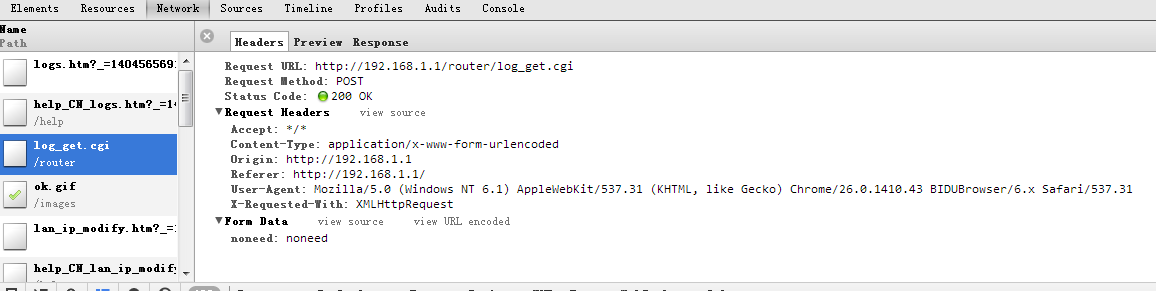 Elements Resources Network Sources Timeline Profiles Audits Console
Name
Path
Headers Preview Response
logs.htm?_=14045656
help_CN_logs.htm?_=1
/help
log_get.cgi
/router
ok.gif
/images
lan_ip_modify.htm?_=
help_CN_lan_ip_modify
Request URL: http://192.168.1.1/router/log_get.cgi
Request Method: POST
Status Code: 200 OK
Request Headers view source
Accept: */*
Content-Type: application/x-www-form-urlencoded
Origin: http://192.168.1.1
Referer: http://192.168.1.1/
User-Agent: Mozilla/5.0 (Windows NT 6.1) AppleWebKit/537.31 (KHTML, like Gecko) Chrome/26.0.1410.43 BIDUBrowser/6.x Safari/537.31
X-Requested-With: XMLHttpRequest
Form Data view source view URL encoded
noneed: noneed